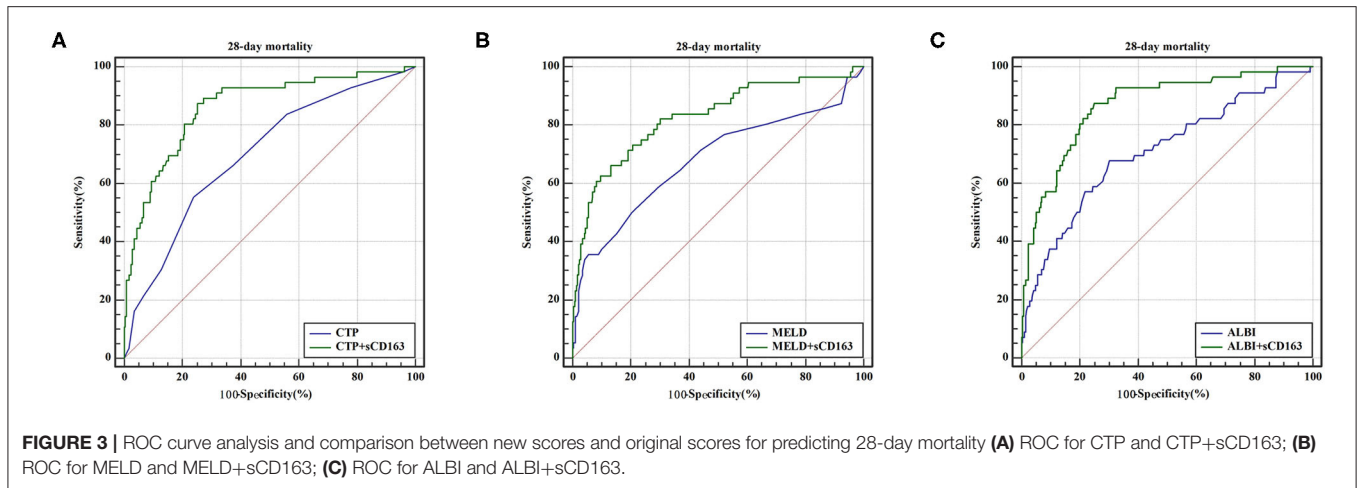 A
28-day mortality
100
80
60
40
20
0
Sensitivity(%)
0 20 40 60 80 100
100-Specificity(%)
CTP
CTP+sCD163
B
28-day mortality
100
80
60
40
20
0
Sensitivity(%)
0 20 40 60 80 100
100-Specificity(%)
MELD
MELD+sCD163
C
28-day mortality
100
80
60
40
20
0
Sensitivity(%)
0 20 40 60 80 100
100-Specificity(%)
ALBI
ALBI+sCD163
FIGURE 3 | ROC curve analysis and comparison between new scores and original scores for predicting 28-day mortality (A) ROC for CTP and CTP+sCD163; (B)
ROC for MELD and MELD+sCD163; (C) ROC for ALBI and ALBI+sCD163.